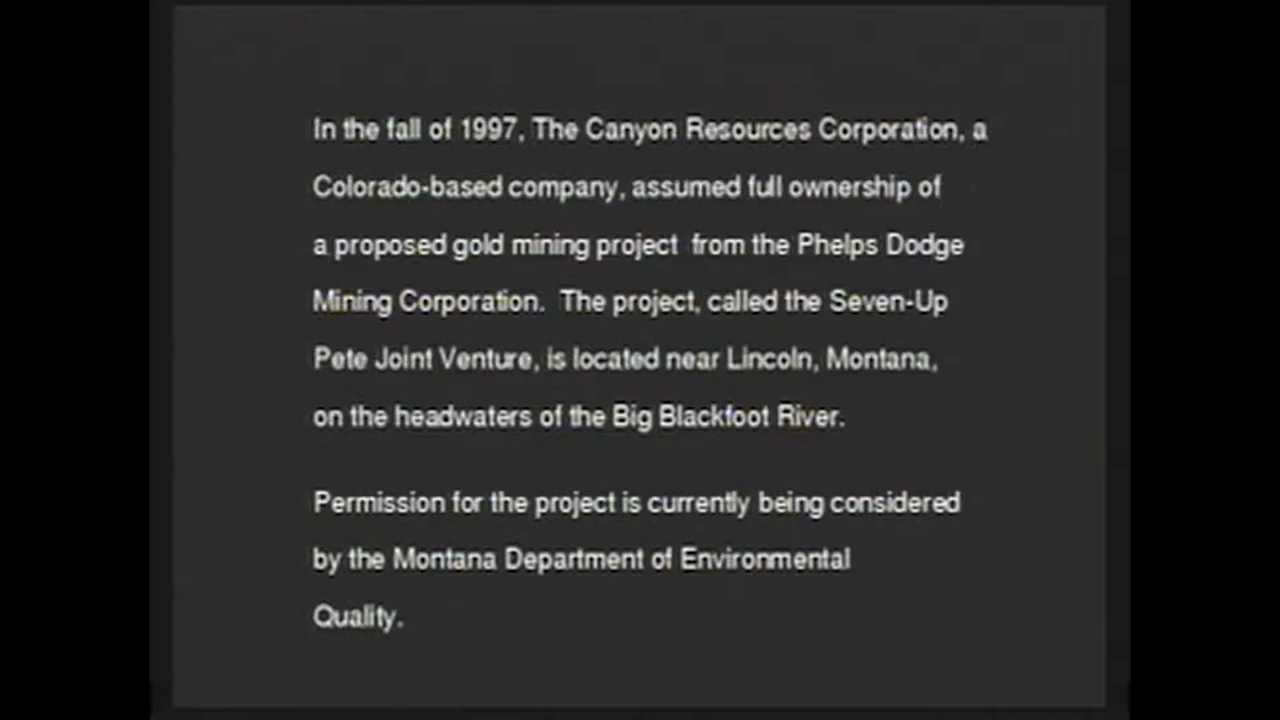 In the fall of 1997, The Canyon Resources Corporation, a
Colorado-based company, assumed full ownership of
a proposed gold mining project from the Phelps Dodge
Mining Corporation. The project, called the Seven-Up
Pete Joint Venture, is located near Lincoln, Montana,
on the headwaters of the Big Blackfoot River.
Permission for the project is currently being considered
by the Montana Department of Environmental
Quality.